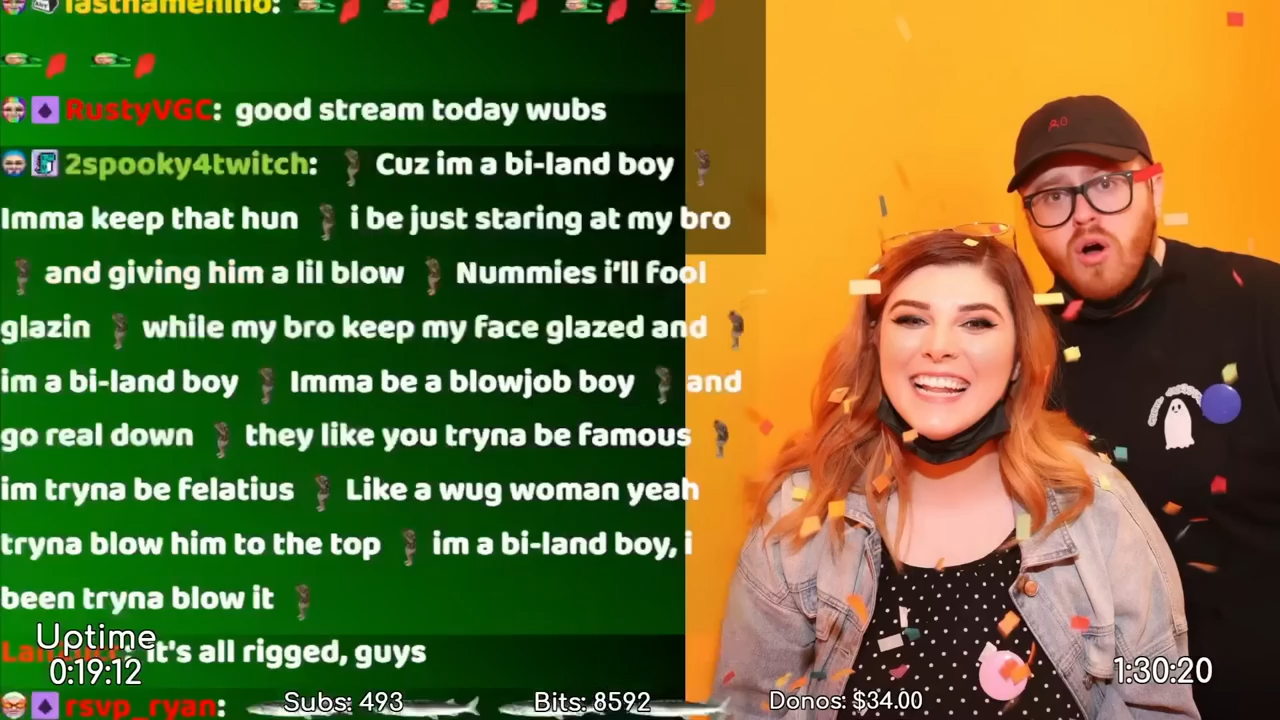 lastnamenino:
RustyVGC: good stream today wubs
2spooky4twitch: Cuz im a bi-land boy
Imma keep that hun i be just staring at my bro
and giving him a lil blow Nummies i'll fool
glazin while my bro keep my face glazed and
im a bi-land boy Imma be a blowjob boy and
go real down they like you tryna be famous
im tryna be felatius Like a wug woman yeah
tryna blow him to the top im a bi-land boy, i
been tryna blow it
Uptime
it's all rigged, guys
0:19:12
1:30:20
rsvp_ryan:
Subs: 493
Bits: 8592
Donos: $34.00